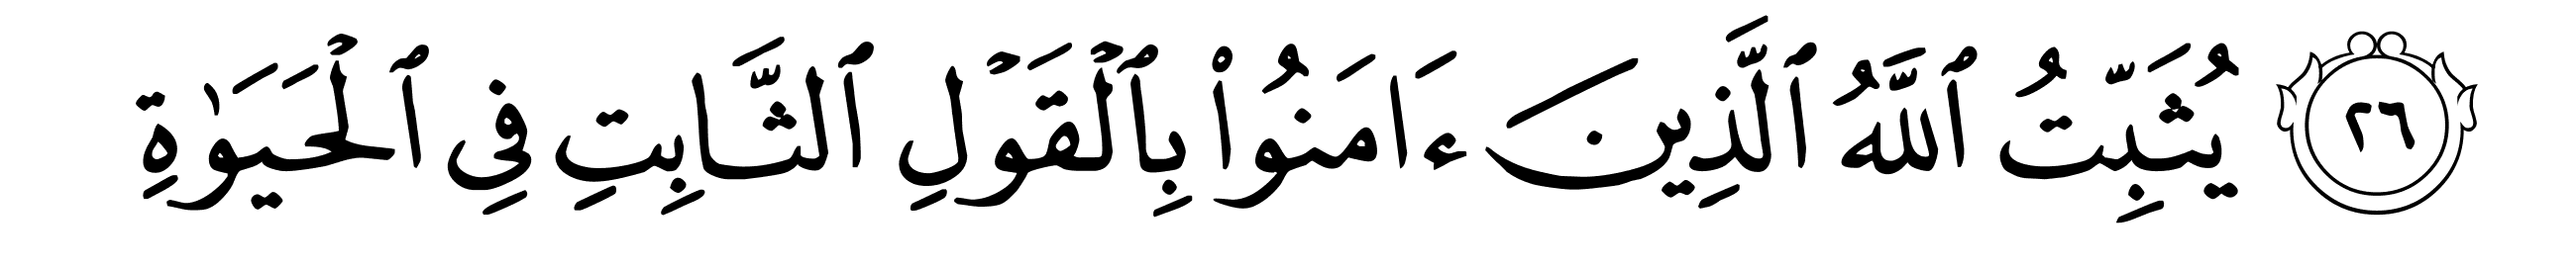 ٢٦ يُثَبِّتُ ٱللَّهُ ٱلَّذِينَ ءَامَنُوا۟ بِٱلْقَوْلِ ٱلثَّابِتِ فِى ٱلْحَيَوٰةِ